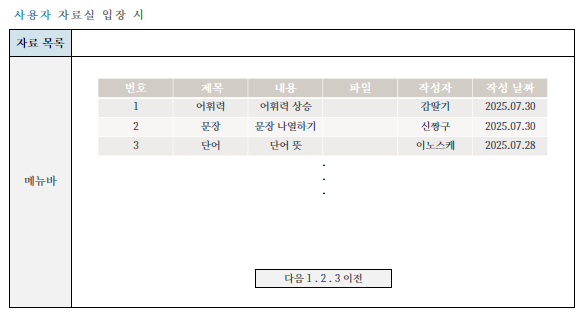 사용자 자료실 입장 시
자료 목록
메뉴바
번호 제목 내용 파일 작성자 작성 날짜
1 어휘력 어휘력 상승 감딸기 2025.07.30
2 문장 문장 나열하기 신짱구 2025.07.30
3 단어 단어 뜻 이노스케 2025.07.28
.
.
.
다음 1 . 2 . 3 이전